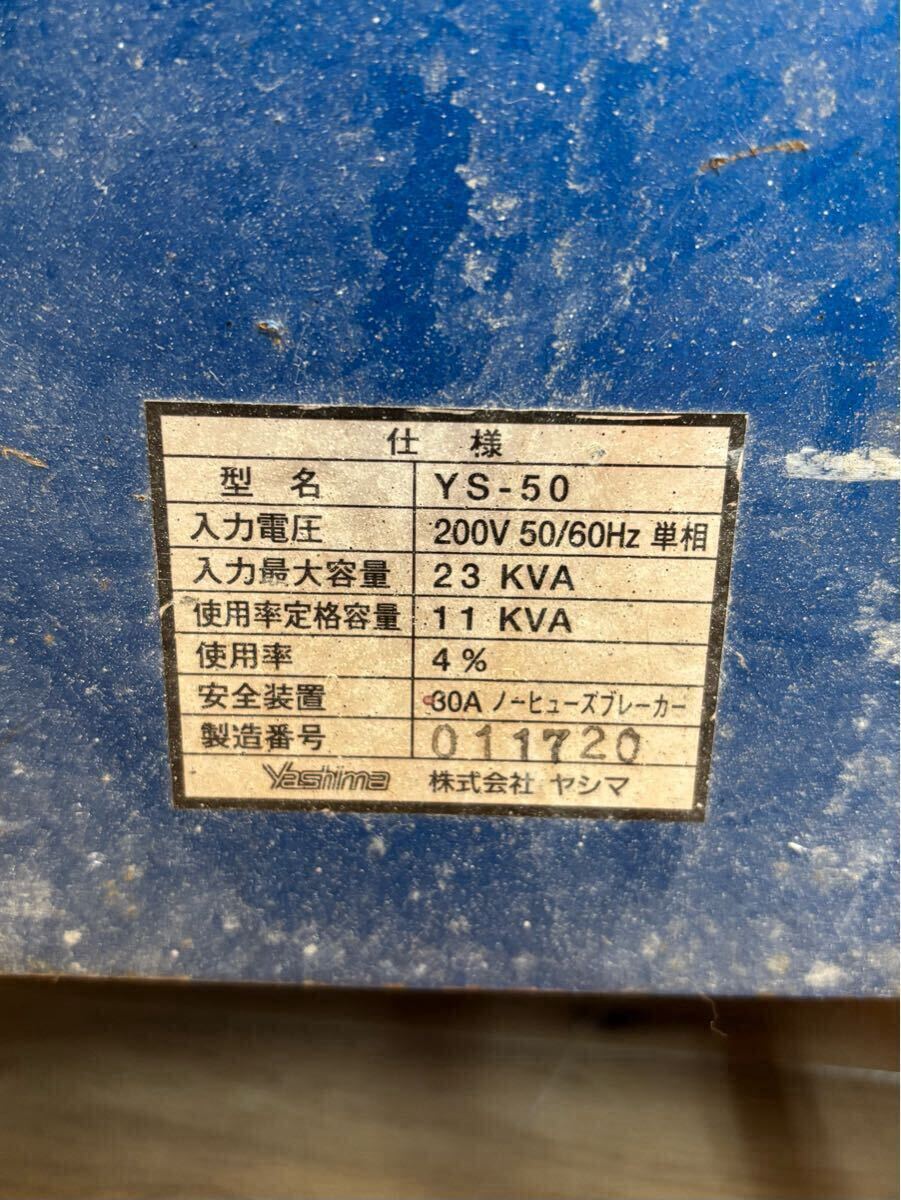 仕 様
型 名 YS-50
入力電圧 200V 50/60Hz 単相
入力最大容量 23 KVA
使用率定格容量 11 KVA
使用率 4%
安全装置 30A ノーヒューズブレーカー
製造番号 011720
Yashima 株式会社 ヤシマ